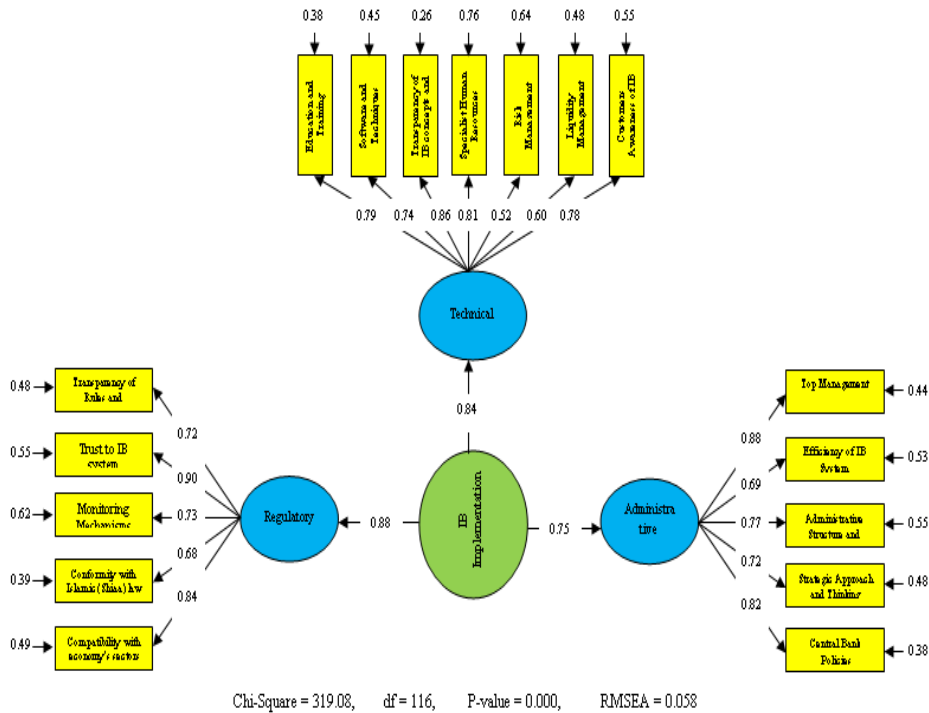 0.38 0.45 0.26 0.76 0.64 0.48 0.55
Education and
Training
Software and
Techniques
Transparency of
IB concepts and
Specialist Human
Resources
Risk
Management
Liquidity
Management
Customers
Awareness of IB
0.79 0.74 0.86 0.81 0.52 0.60 0.78
Technical
0.84
0.48
Transparency of
Rules and
0.55
Trust to IB
system
0.62
Monitoring
Mechanisms
0.39
Conformity with
Islamic (Shiaa) law
0.49
Compatibility with
economy's sectors
0.72
0.90
0.73
0.68
0.84
Regulatory
0.88
IB
Implementation
0.75
Administra
tive
0.88
0.69
0.77
0.72
0.82
Top Management
0.44
Efficiency of IB
System
0.53
Administrative
Structure and
0.55
Strategic Approach
and Thinking
0.48
Central Bank
Policies
0.38
Chi-Square = 319.08, df = 116, P-value = 0.000, RMSEA = 0.058